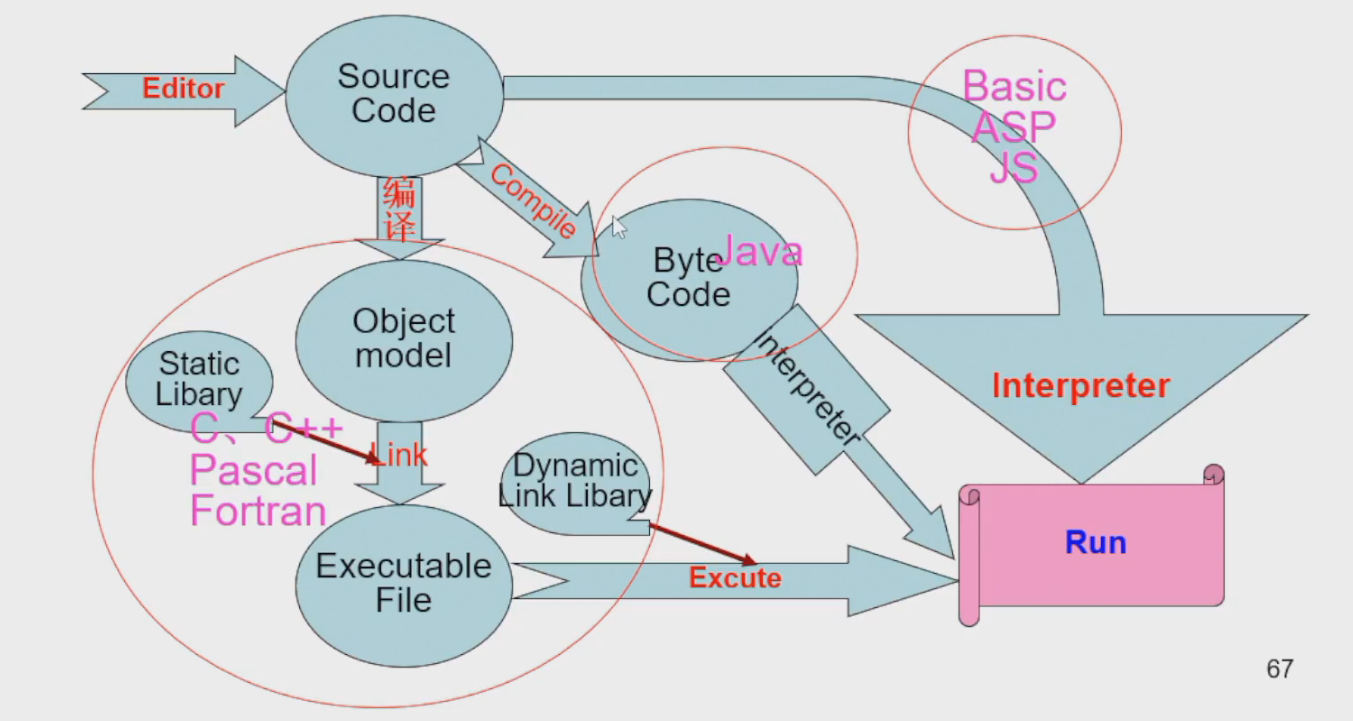 Editor
Source
Code
Basic
ASP
JS
编
译
Compile
Byte
Code
Java
Object
model
Static
Libary
C、C++
Pascal
Fortran
Link
Interpreter
Interpreter
Dynamic
Link Libary
Executable
File
Excute
Run
67